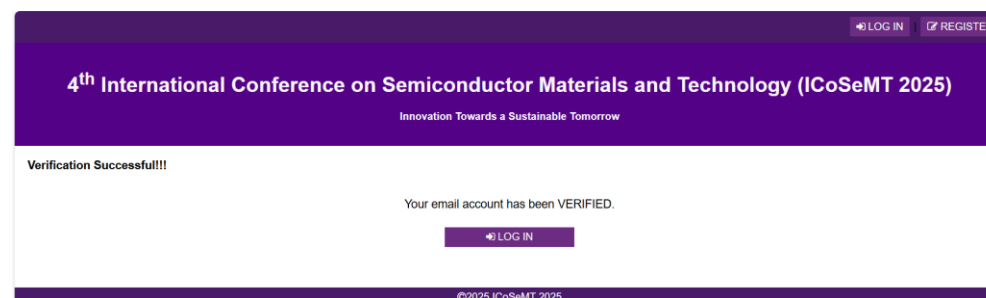 LOG IN REGISTE
4th International Conference on Semiconductor Materials and Technology (ICoSeMT 2025)
Innovation Towards a Sustainable Tomorrow
Verification Successful!!!
Your email account has been VERIFIED.
LOG IN
©2025 ICoSeMT 2025